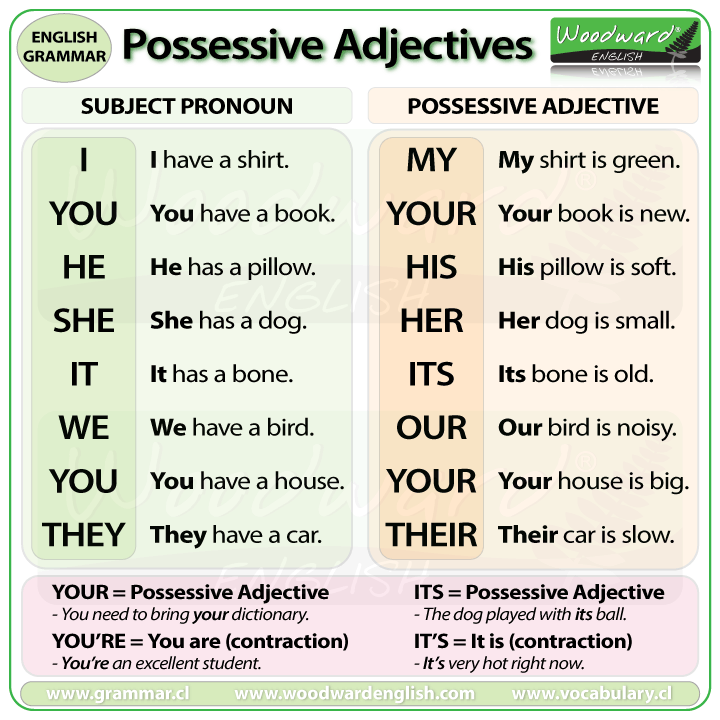 ENGLISH
GRAMMAR
Possessive Adjectives
Woodward®
ENGLISH
SUBJECT PRONOUN
POSSESSIVE ADJECTIVE
I I have a shirt.
MY My shirt is green.
YOU You have a book.
YOUR Your book is new.
HE He has a pillow.
HIS His pillow is soft.
SHE She has a dog.
HER Her dog is small.
IT It has a bone.
ITS Its bone is old.
WE We have a bird.
OUR Our bird is noisy.
YOU You have a house.
YOUR Your house is big.
THEY They have a car.
THEIR Their car is slow.
YOUR = Possessive Adjective
- You need to bring your dictionary.
YOU'RE = You are (contraction)
- You're an excellent student.
ITS = Possessive Adjective
- The dog played with its ball.
IT'S = It is (contraction)
- It's very hot right now.
www.grammar.cl www.woodwardenglish.com www.vocabulary.cl
Woodward®
ENGLISH
Woodward®
ENGLISH